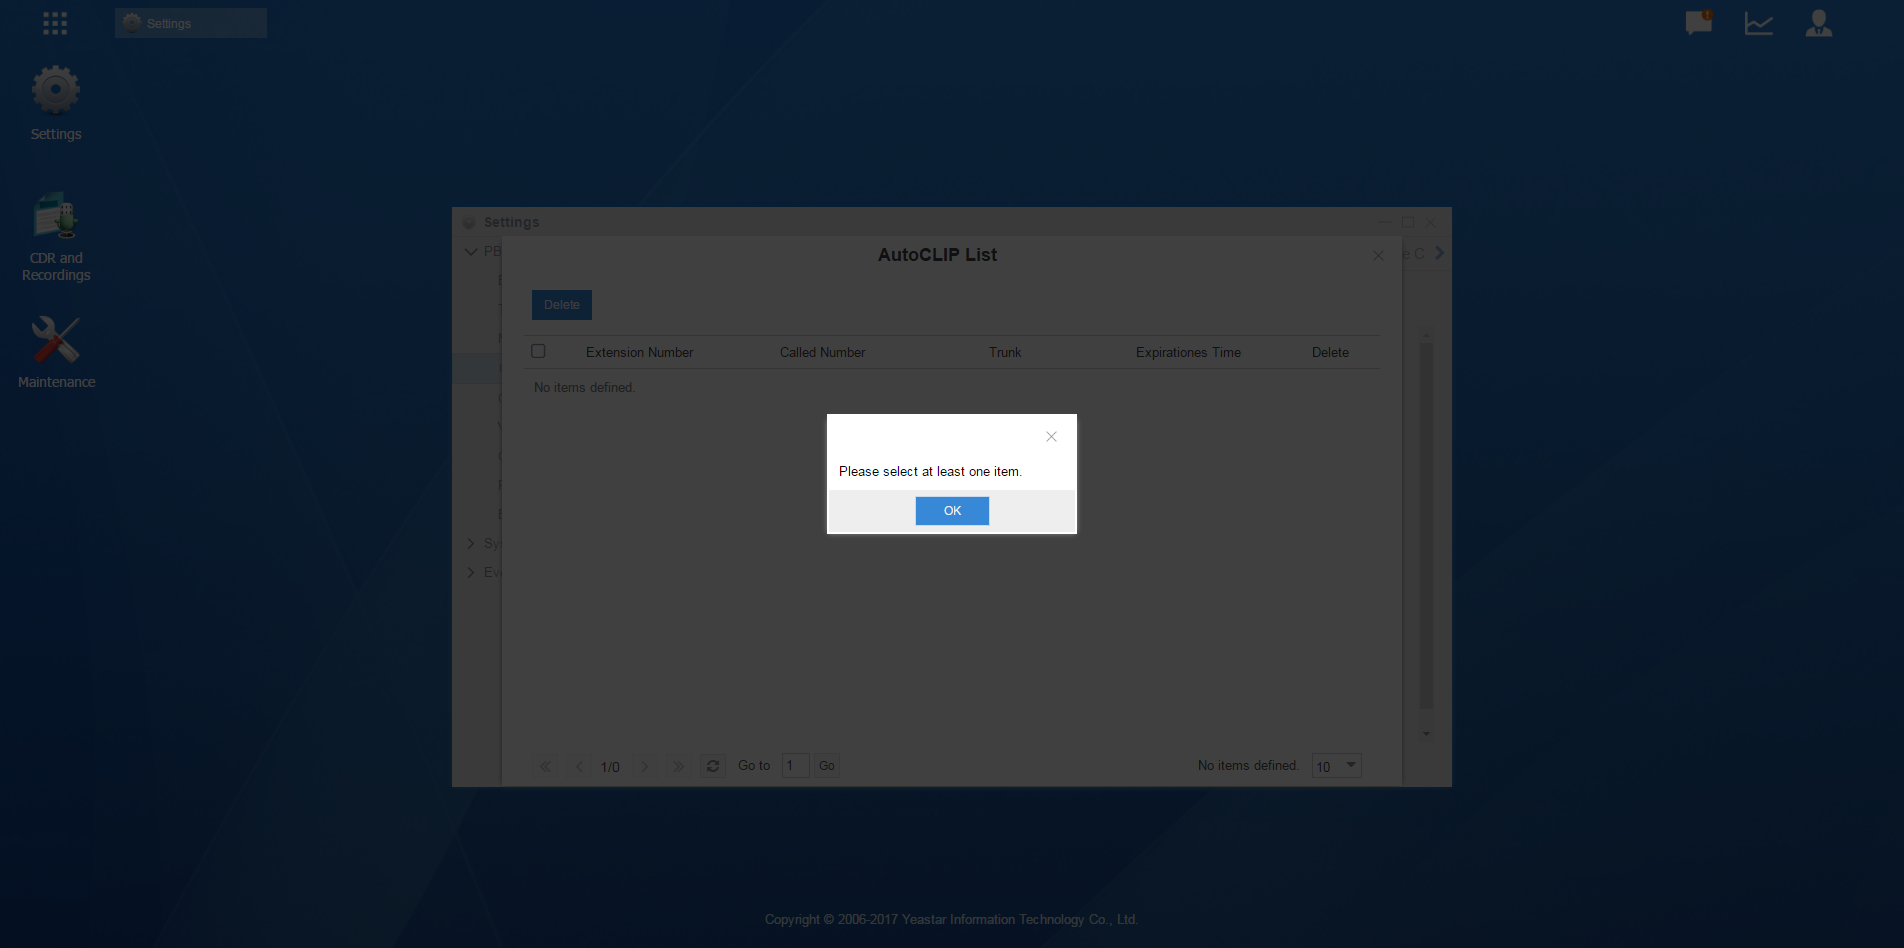 Settings
Settings
CDR and
Recordings
Maintenance
Settings
PB
e C
AutoCLIP List
Delete
Extension Number Called Number Trunk Expirationes Time Delete
No items defined.
Please select at least one item.
OK
Sys
Eve
1/0 Go to 1 Go No items defined. 10
Copyright © 2006-2017 Yeastar Information Technology Co., Ltd.